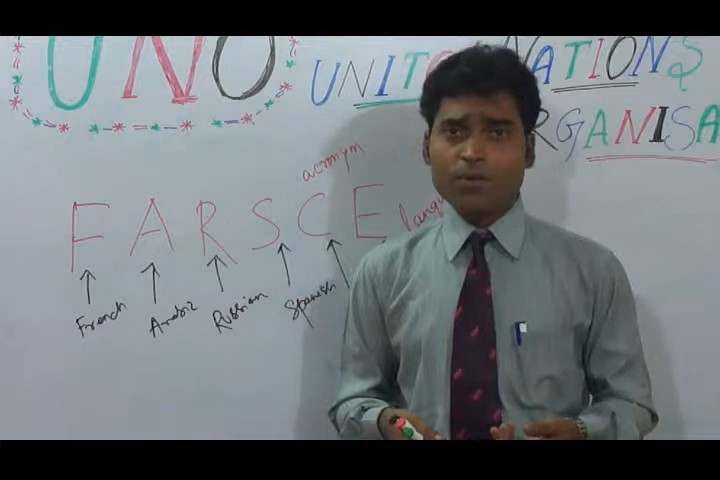 UNO
UNITED NATIONS
ORGANISA
acronym
FARSCE
langu
French
Arabic
Russian
Spanish